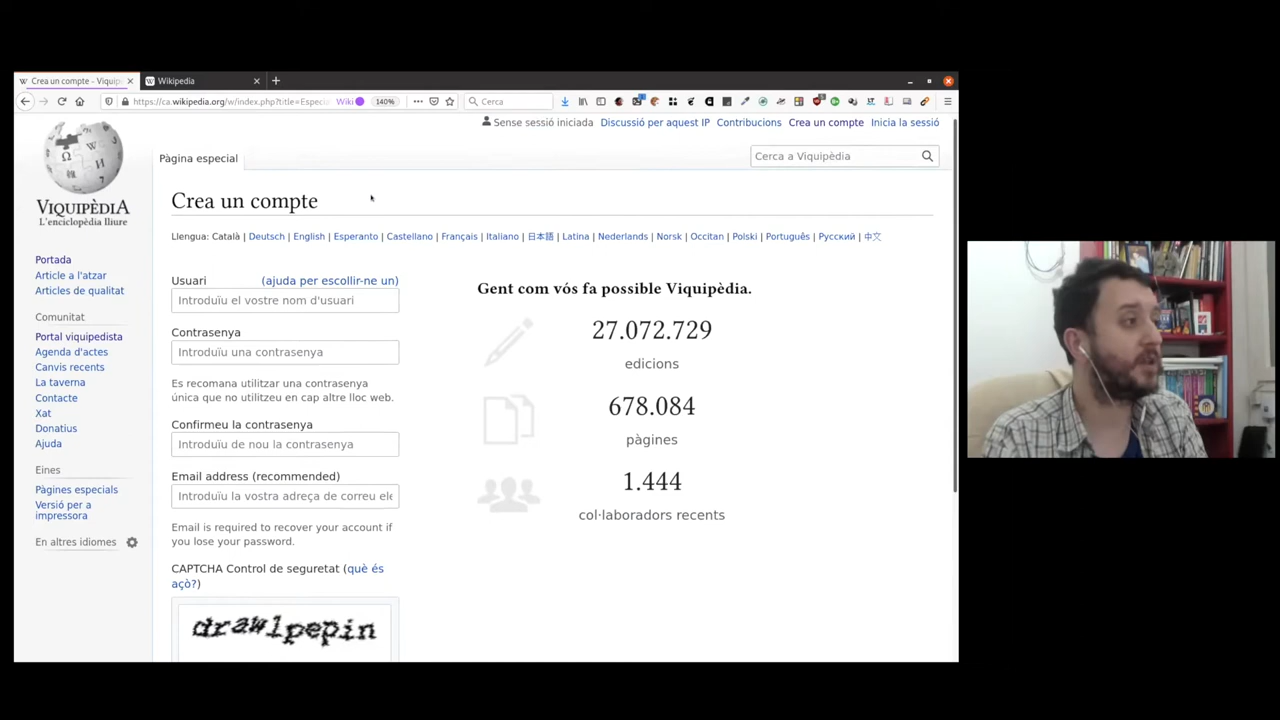 Crea un compte – Viquip
Wikipedia
https://ca.wikipedia.org/w/index.php?title=Especi
Wiki
140%
Cerca
Sense sessió iniciada
Discussió per aquest IP
Contribucions
Crea un compte
Inicia la sessió
VIQUIPÈDIA
L'enciclopèdia lliure
Pàgina especial
Cerca a Viquipèdia
Crea un compte
Llengua: Català | Deutsch | English | Esperanto | Castellano | Français | Italiano | 日本語 | Latina | Nederlands | Norsk | Occitan | Polski | Português | Русский | 中文
Portada
Article a l'atzar
Articles de qualitat
Comunitat
Portal viquipedista
Agenda d'actes
Canvis recents
La taverna
Contacte
Xat
Donatius
Ajuda
Eines
Pàgines especials
Versió per a
impressora
En altres idiomes
Usuari (ajuda per escollir-ne un)
Introduïu el vostre nom d'usuari
Contrasenya
Introduïu una contrasenya
Es recomana utilitzar una contrasenya
única que no utilitzeu en cap altre lloc web.
Confirmeu la contrasenya
Introduïu de nou la contrasenya
Email address (recommended)
Introduïu la vostra adreça de correu ele
Email is required to recover your account if
you lose your password.
CAPTCHA Control de seguretat (què és
açò?)
drawlpepin
Gent com vós fa possible Viquipèdia.
27.072.729
edicions
678.084
pàgines
1.444
col·laboradors recents